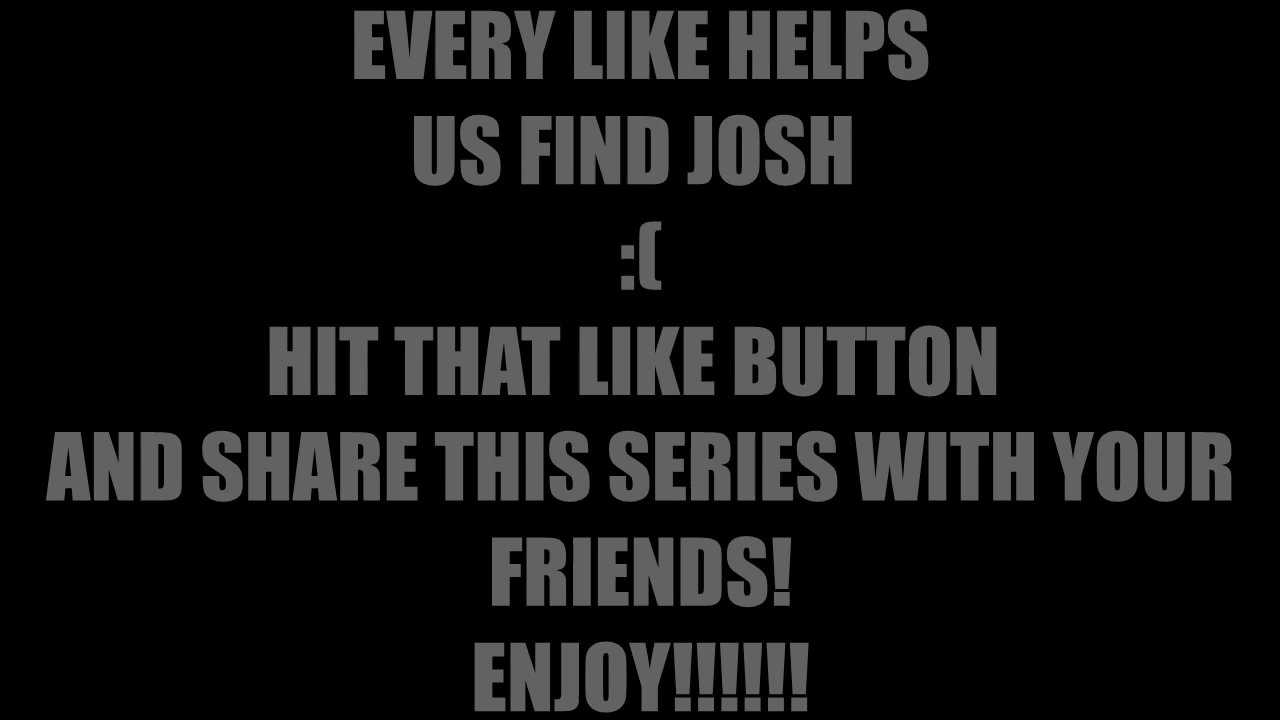 EVERY LIKE HELPS
US FIND JOSH
:(
HIT THAT LIKE BUTTON
AND SHARE THIS SERIES WITH YOUR
FRIENDS!
ENJOY!!!!!!